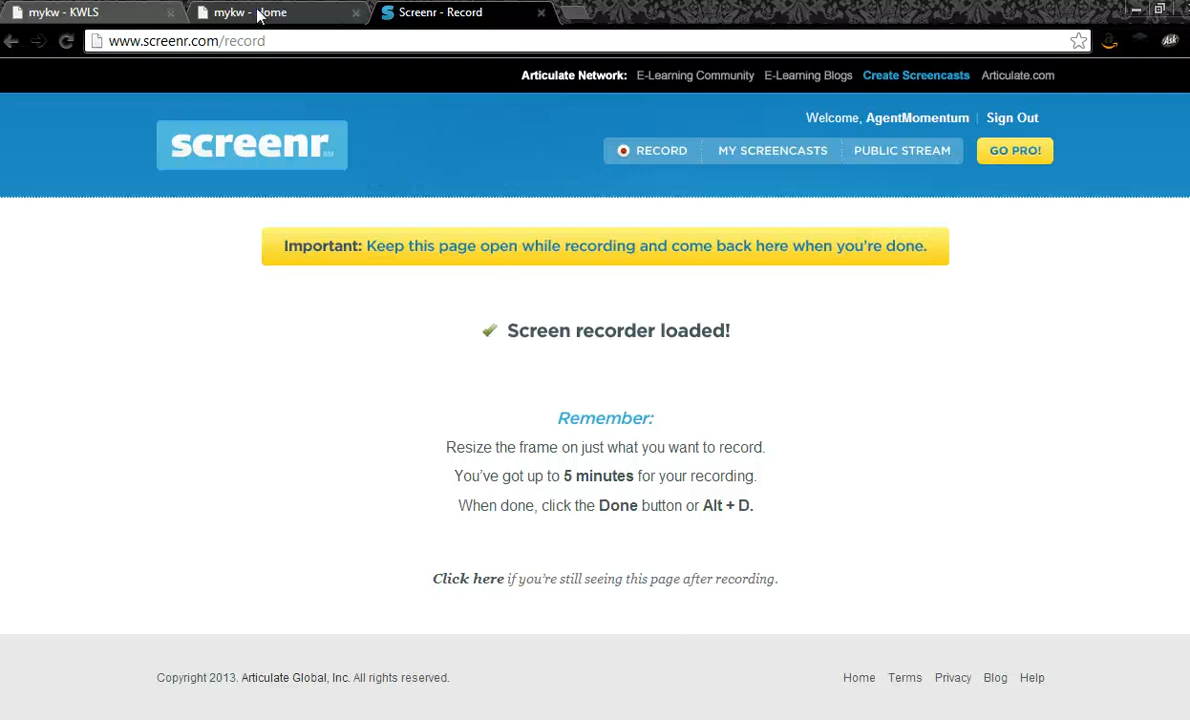 mykw - KWLS
mykw - Home
Screenr - Record
www.screenr.com/record
Ask
Articulate Network: E-Learning Community E-Learning Blogs Create Screencasts Articulate.com
Welcome, AgentMomentum | Sign Out
screenr
RECORD MY SCREENCASTS PUBLIC STREAM GO PRO!
Important: Keep this page open while recording and come back here when you're done.
Screen recorder loaded!
Remember:
Resize the frame on just what you want to record.
You've got up to 5 minutes for your recording.
When done, click the Done button or Alt + D.
Click here if you're still seeing this page after recording.
Copyright 2013. Articulate Global, Inc. All rights reserved.
Home Terms Privacy Blog Help